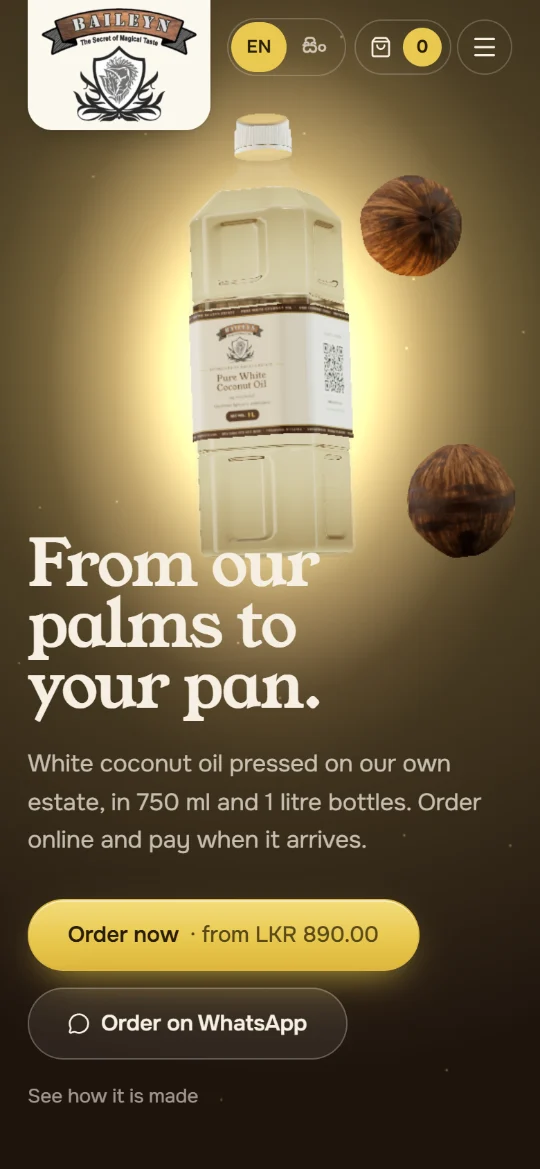 BAILEYN
The Secret of Magical Taste
EN
සිං
0
BAILEYN
Pure White
Coconut Oil
1 L
From our
palms to
your pan.
White coconut oil pressed on our own
estate, in 750 ml and 1 litre bottles. Order
online and pay when it arrives.
Order now · from LKR 890.00
Order on WhatsApp
See how it is made